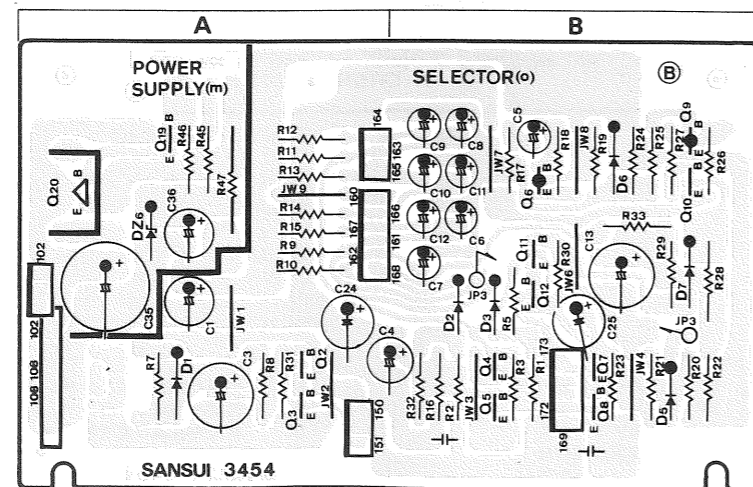 A
B
POWER
SUPPLY(m)
SELECTOR(o)
B
Q19
E B
R46
R45
R47
R12
R11
R13
JW9
R14
R15
R9
R10
164
163
165
160
166
167
161
162
168
C9
C8
C10
C11
C12
C6
C7
JW7
R17
C5
Q6
E B
R18
JW8
R19
D6
R24
R25
R27
Q9
E B
Q10
R26
Q20
E B
DZ6
C36
102
102
C35
C1
JW1
108 108
C24
C4
JP3
D2
D3
R5
Q11
E B
Q12
R30
JW6
C13
C25
R33
R29
D7
R28
JP3
R7
D1
C3
R8
R31
Q2
E B
Q3
E B
JW2
150
151
R32
R16
R2
JW3
Q4
E B
Q5
E B
R3
R1
173
172
169
Q7
E B
Q8
E B
R23
JW4
R21
D5
R20
R22
SANSUI 3454